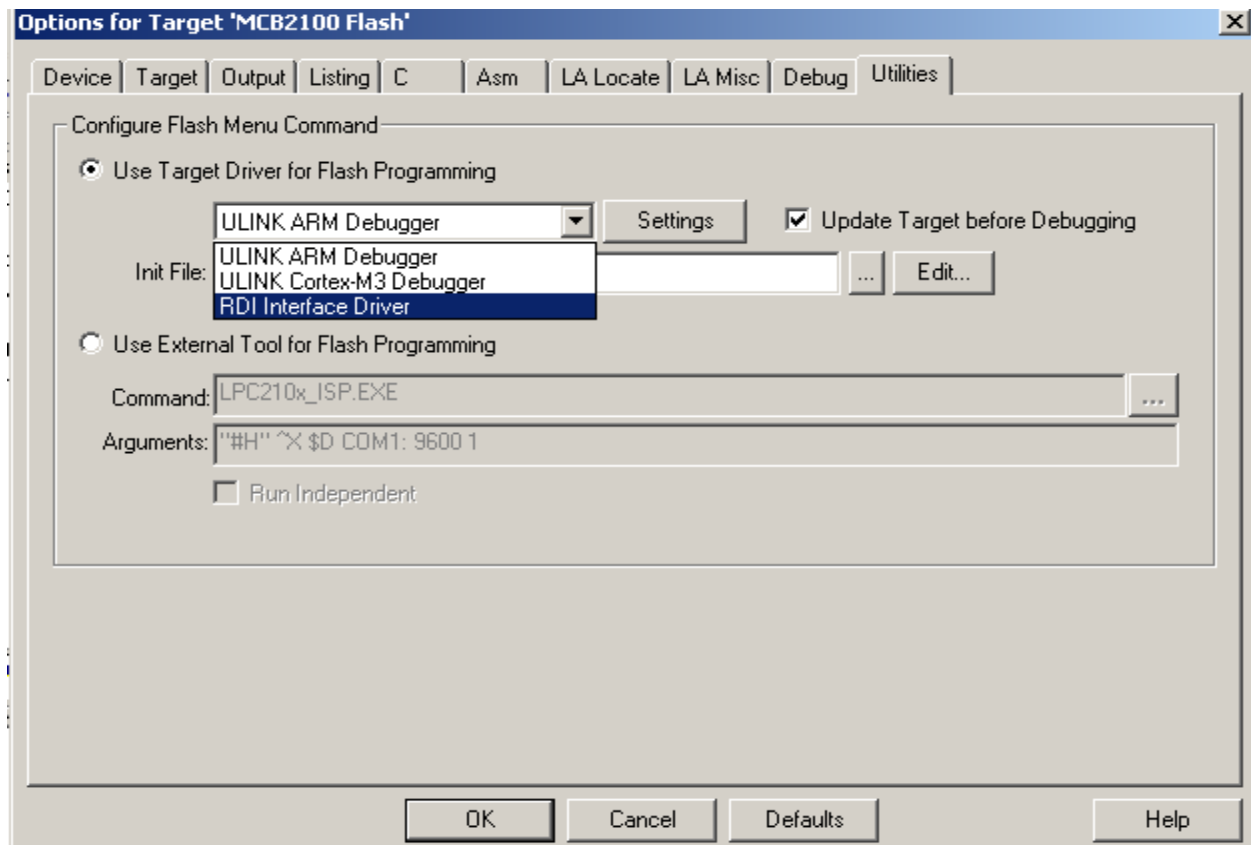 Options for Target 'MCB2100 Flash'
Device Target Output Listing C Asm LA Locate LA Misc Debug Utilities
Configure Flash Menu Command
Use Target Driver for Flash Programming
ULINK ARM Debugger Settings Update Target before Debugging
ULINK ARM Debugger
Init File: ... Edit...
ULINK Cortex-M3 Debugger
RDI Interface Driver
Use External Tool for Flash Programming
Command: LPC210x_ISP.EXE ...
Arguments: "#H" ^X $D COM1: 9600 1
Run Independent
OK Cancel Defaults Help